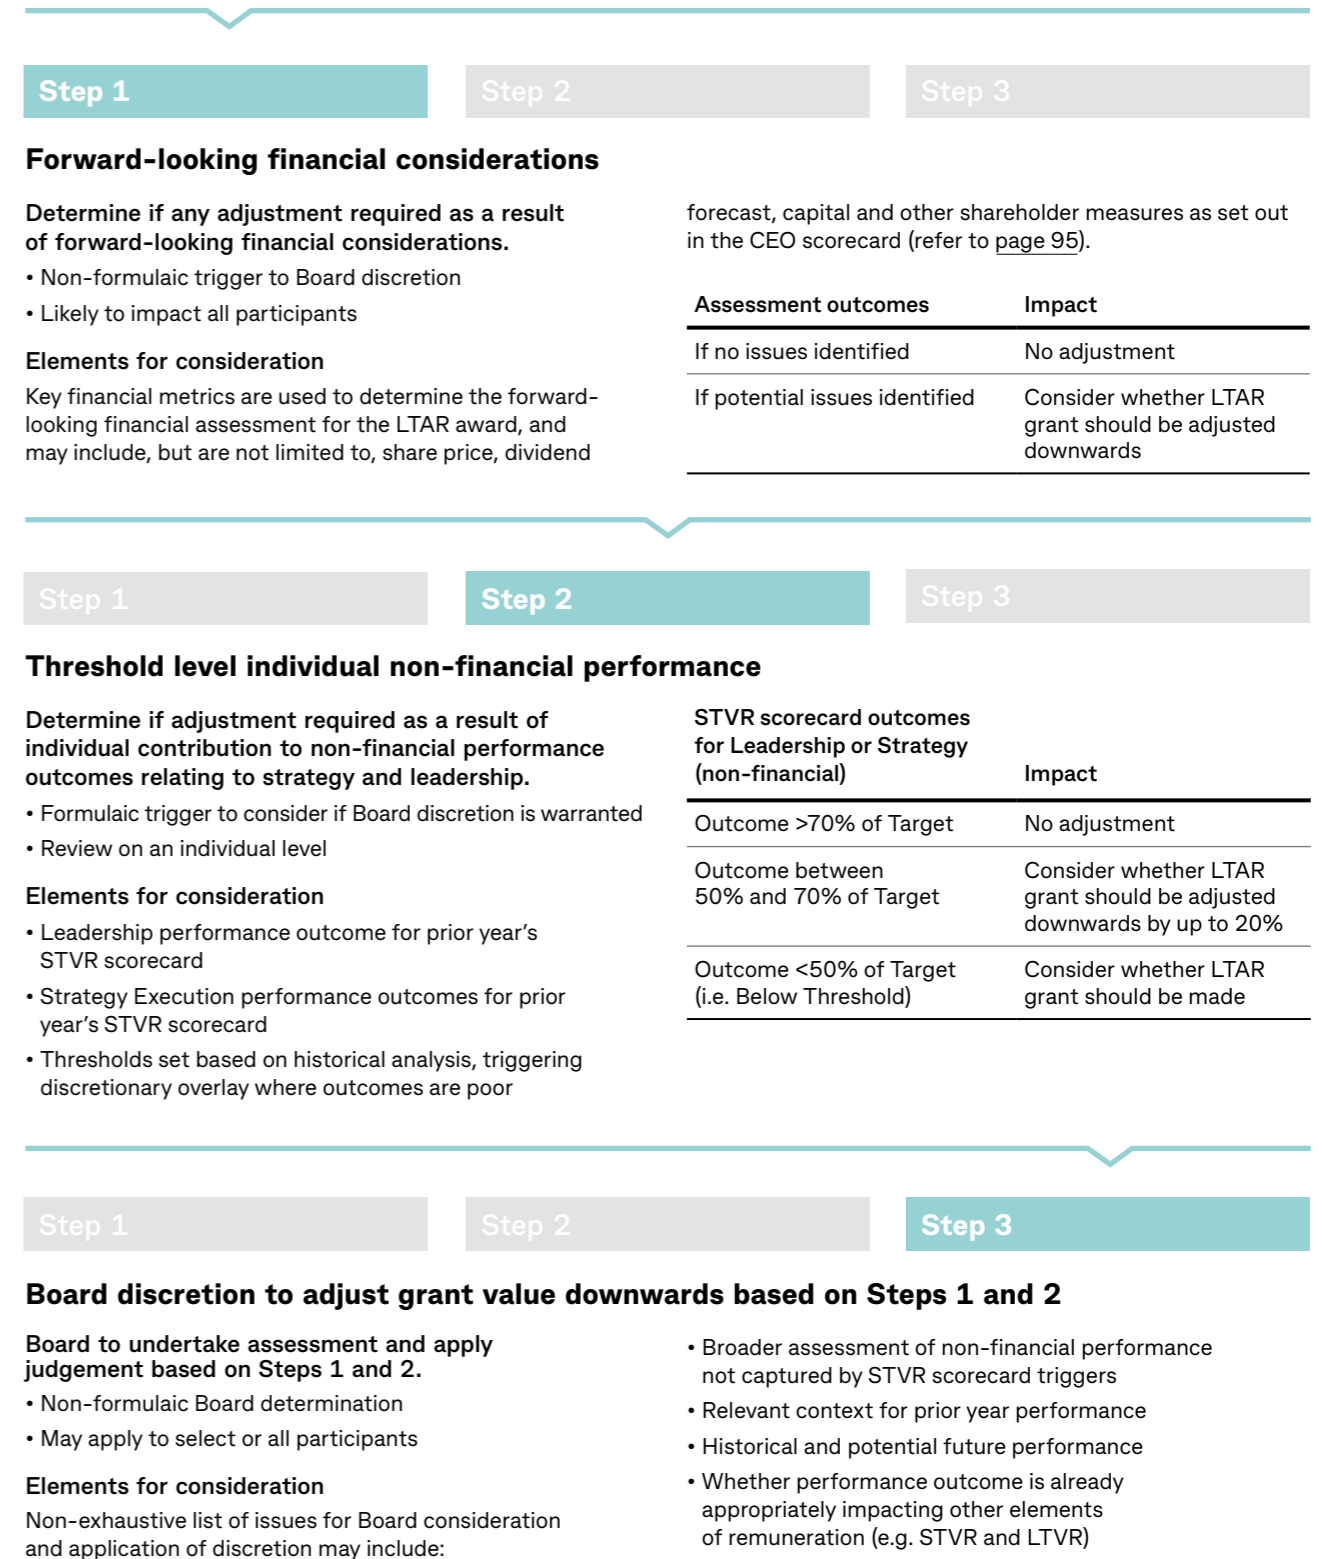 Step 1
Step 2
Step 3
Forward-looking financial considerations
Determine if any adjustment required as a result
of forward-looking financial considerations.
• Non-formulaic trigger to Board discretion
• Likely to impact all participants
Elements for consideration
Key financial metrics are used to determine the forward-
looking financial assessment for the LTAR award, and
may include, but are not limited to, share price, dividend
forecast, capital and other shareholder measures as set out
in the CEO scorecard (refer to page 95).
Assessment outcomes
Impact
If no issues identified
No adjustment
If potential issues identified
Consider whether LTAR
grant should be adjusted
downwards
Step 1
Step 2
Step 3
Threshold level individual non-financial performance
Determine if adjustment required as a result of
individual contribution to non-financial performance
outcomes relating to strategy and leadership.
• Formulaic trigger to consider if Board discretion is warranted
• Review on an individual level
Elements for consideration
• Leadership performance outcome for prior year's
STVR scorecard
• Strategy Execution performance outcomes for prior
year's STVR scorecard
• Thresholds set based on historical analysis, triggering
discretionary overlay where outcomes are poor
STVR scorecard outcomes
for Leadership or Strategy
(non-financial)
Impact
Outcome >70% of Target
No adjustment
Outcome between
50% and 70% of Target
Consider whether LTAR
grant should be adjusted
downwards by up to 20%
Outcome <50% of Target
(i.e. Below Threshold)
Consider whether LTAR
grant should be made
Step 1
Step 2
Step 3
Board discretion to adjust grant value downwards based on Steps 1 and 2
Board to undertake assessment and apply
judgement based on Steps 1 and 2.
• Non-formulaic Board determination
• May apply to select or all participants
Elements for consideration
Non-exhaustive list of issues for Board consideration
and application of discretion may include:
• Broader assessment of non-financial performance
not captured by STVR scorecard triggers
• Relevant context for prior year performance
• Historical and potential future performance
• Whether performance outcome is already
appropriately impacting other elements
of remuneration (e.g. STVR and LTVR)